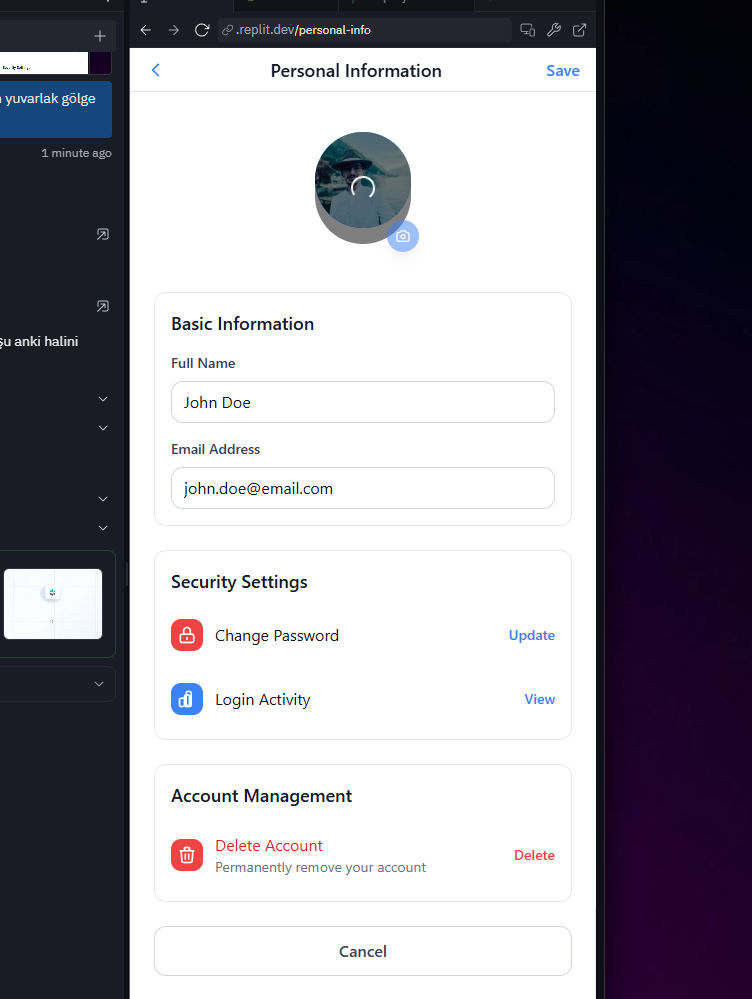 .replit.dev/personal-info
yuvarlak gölge
1 minute ago
şu anki halini
Personal Information
Save
Basic Information
Full Name
John Doe
Email Address
john.doe@email.com
Security Settings
Change Password
Update
Login Activity
View
Account Management
Delete Account
Permanently remove your account
Delete
Cancel